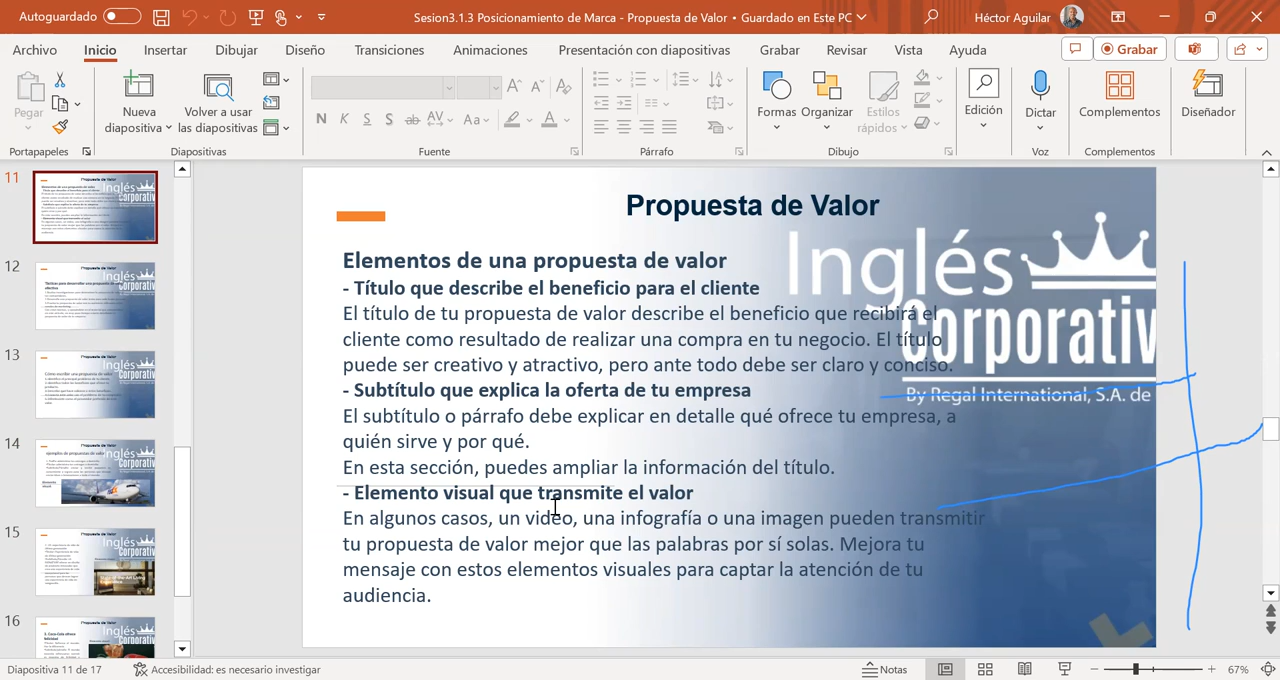 Autoguardado
Sesion3.1.3 Posicionamiento de Marca - Propuesta de Valor • Guardado en Este PC
Héctor Aguilar
Archivo Inicio Insertar Dibujar Diseño Transiciones Animaciones Presentación con diapositivas Grabar Revisar Vista Ayuda
Grabar
Pegar
Nueva diapositiva
Volver a usar las diapositivas
N K S S ab AV Aa A
Formas
Organizar
Estilos rápidos
Edición
Dictar
Complementos
Diseñador
Portapapeles
Diapositivas
Fuente
Párrafo
Dibujo
Voz
Complementos
11
12
13
14
15
16
Propuesta de Valor
Elementos de una propuesta de valor
- Título que describe el beneficio para el cliente
El título de tu propuesta de valor describe el beneficio que recibirá el
cliente como resultado de realizar una compra en tu negocio. El título
puede ser creativo y atractivo, pero ante todo debe ser claro y conciso.
- Subtítulo que explica la oferta de tu empresa
El subtítulo o párrafo debe explicar en detalle qué ofrece tu empresa, a
quién sirve y por qué.
En esta sección, puedes ampliar la información del título.
- Elemento visual que transmite el valor
En algunos casos, un video, una infografía o una imagen pueden transmitir
tu propuesta de valor mejor que las palabras por sí solas. Mejora tu
mensaje con estos elementos visuales para captar la atención de tu
audiencia.
Inglés
Corporativ
By Regal International, S.A. de
Diapositiva 11 de 17
Accesibilidad: es necesario investigar
Notas
67%